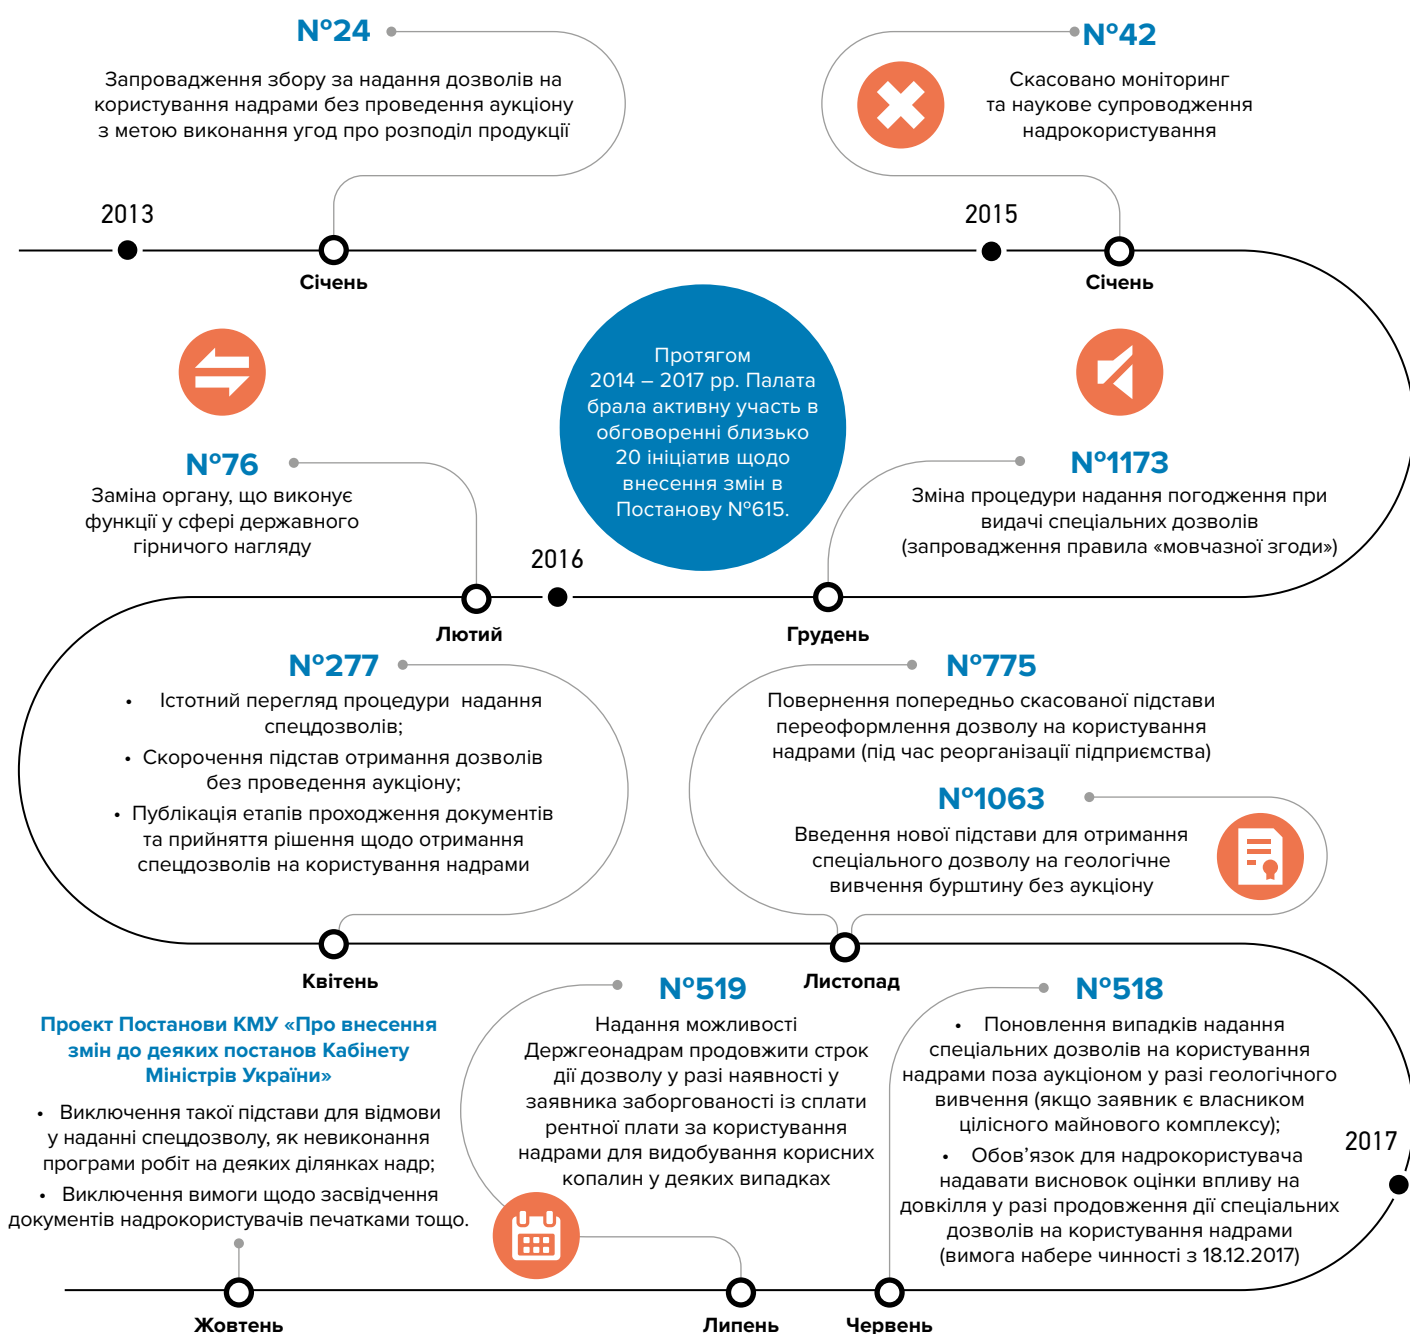 №24
Запровадження збору за надання дозволів на
користування надрами без проведення аукціону
з метою виконання угод про розподіл продукції
№42
Скасовано моніторинг
та наукове супроводження
надрокористування
2013
Січень
2015
Січень
Протягом
2014 – 2017 рр. Палата
брала активну участь в
обговоренні близько
20 ініціатив щодо
внесення змін в
Постанову №615.
№1173
Зміна процедури надання погодження при
видачі спеціальних дозволів
(запровадження правила «мовчазної згоди»)
Грудень
2016
№76
Заміна органу, що виконує
функції у сфері державного
гірничого нагляду
Лютий
№277
• Істотний перегляд процедури надання
спецдозволів;
• Скорочення підстав отримання дозволів
без проведення аукціону;
• Публікація етапів проходження документів
та прийняття рішення щодо отримання
спецдозволів на користування надрами
Квітень
№775
Повернення попередньо скасованої підстави
переоформлення дозволу на користування
надрами (під час реорганізації підприємства)
№1063
Введення нової підстави для отримання
спеціального дозволу на геологічне
вивчення бурштину без аукціону
Листопад
2017
№518
• Поновлення випадків надання
спеціальних дозволів на користування
надрами поза аукціоном у разі геологічного
вивчення (якщо заявник є власником
цілісного майнового комплексу);
• Обов’язок для надрокористувача
надавати висновок оцінки впливу на
довкілля у разі продовження дії спеціальних
дозволів на користування надрами
(вимога набере чинності з 18.12.2017)
Червень
№519
Надання можливості
Держгеонадрам продовжити строк
дії дозволу у разі наявності у
заявника заборгованості із сплати
рентної плати за користування
надрами для видобування корисних
копалин у деяких випадках
Липень
Проект Постанови КМУ «Про внесення
змін до деяких постанов Кабінету
Міністрів України»
• Виключення такої підстави для відмови
у наданні спецдозволу, як невиконання
програми робіт на деяких ділянках надр;
• Виключення вимоги щодо засвідчення
документів надрокористувачів печатками тощо.
Жовтень